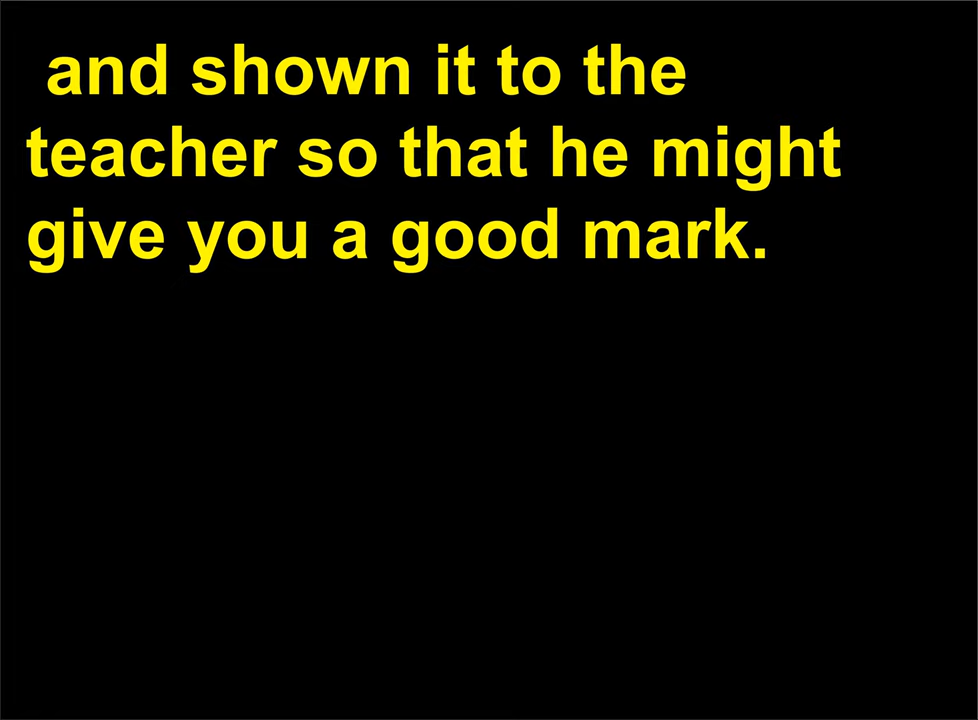 and shown it to the
teacher so that he might
give you a good mark.